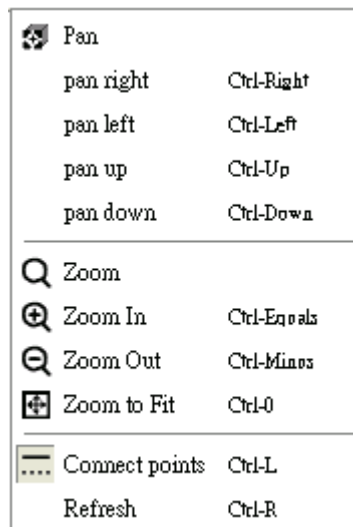 Pan
pan right Ctrl-Right
pan left Ctrl-Left
pan up Ctrl-Up
pan down Ctrl-Down
Zoom
Zoom In Ctrl-Equals
Zoom Out Ctrl-Minus
Zoom to Fit Ctrl-0
Connect points Ctrl-L
Refresh Ctrl-R